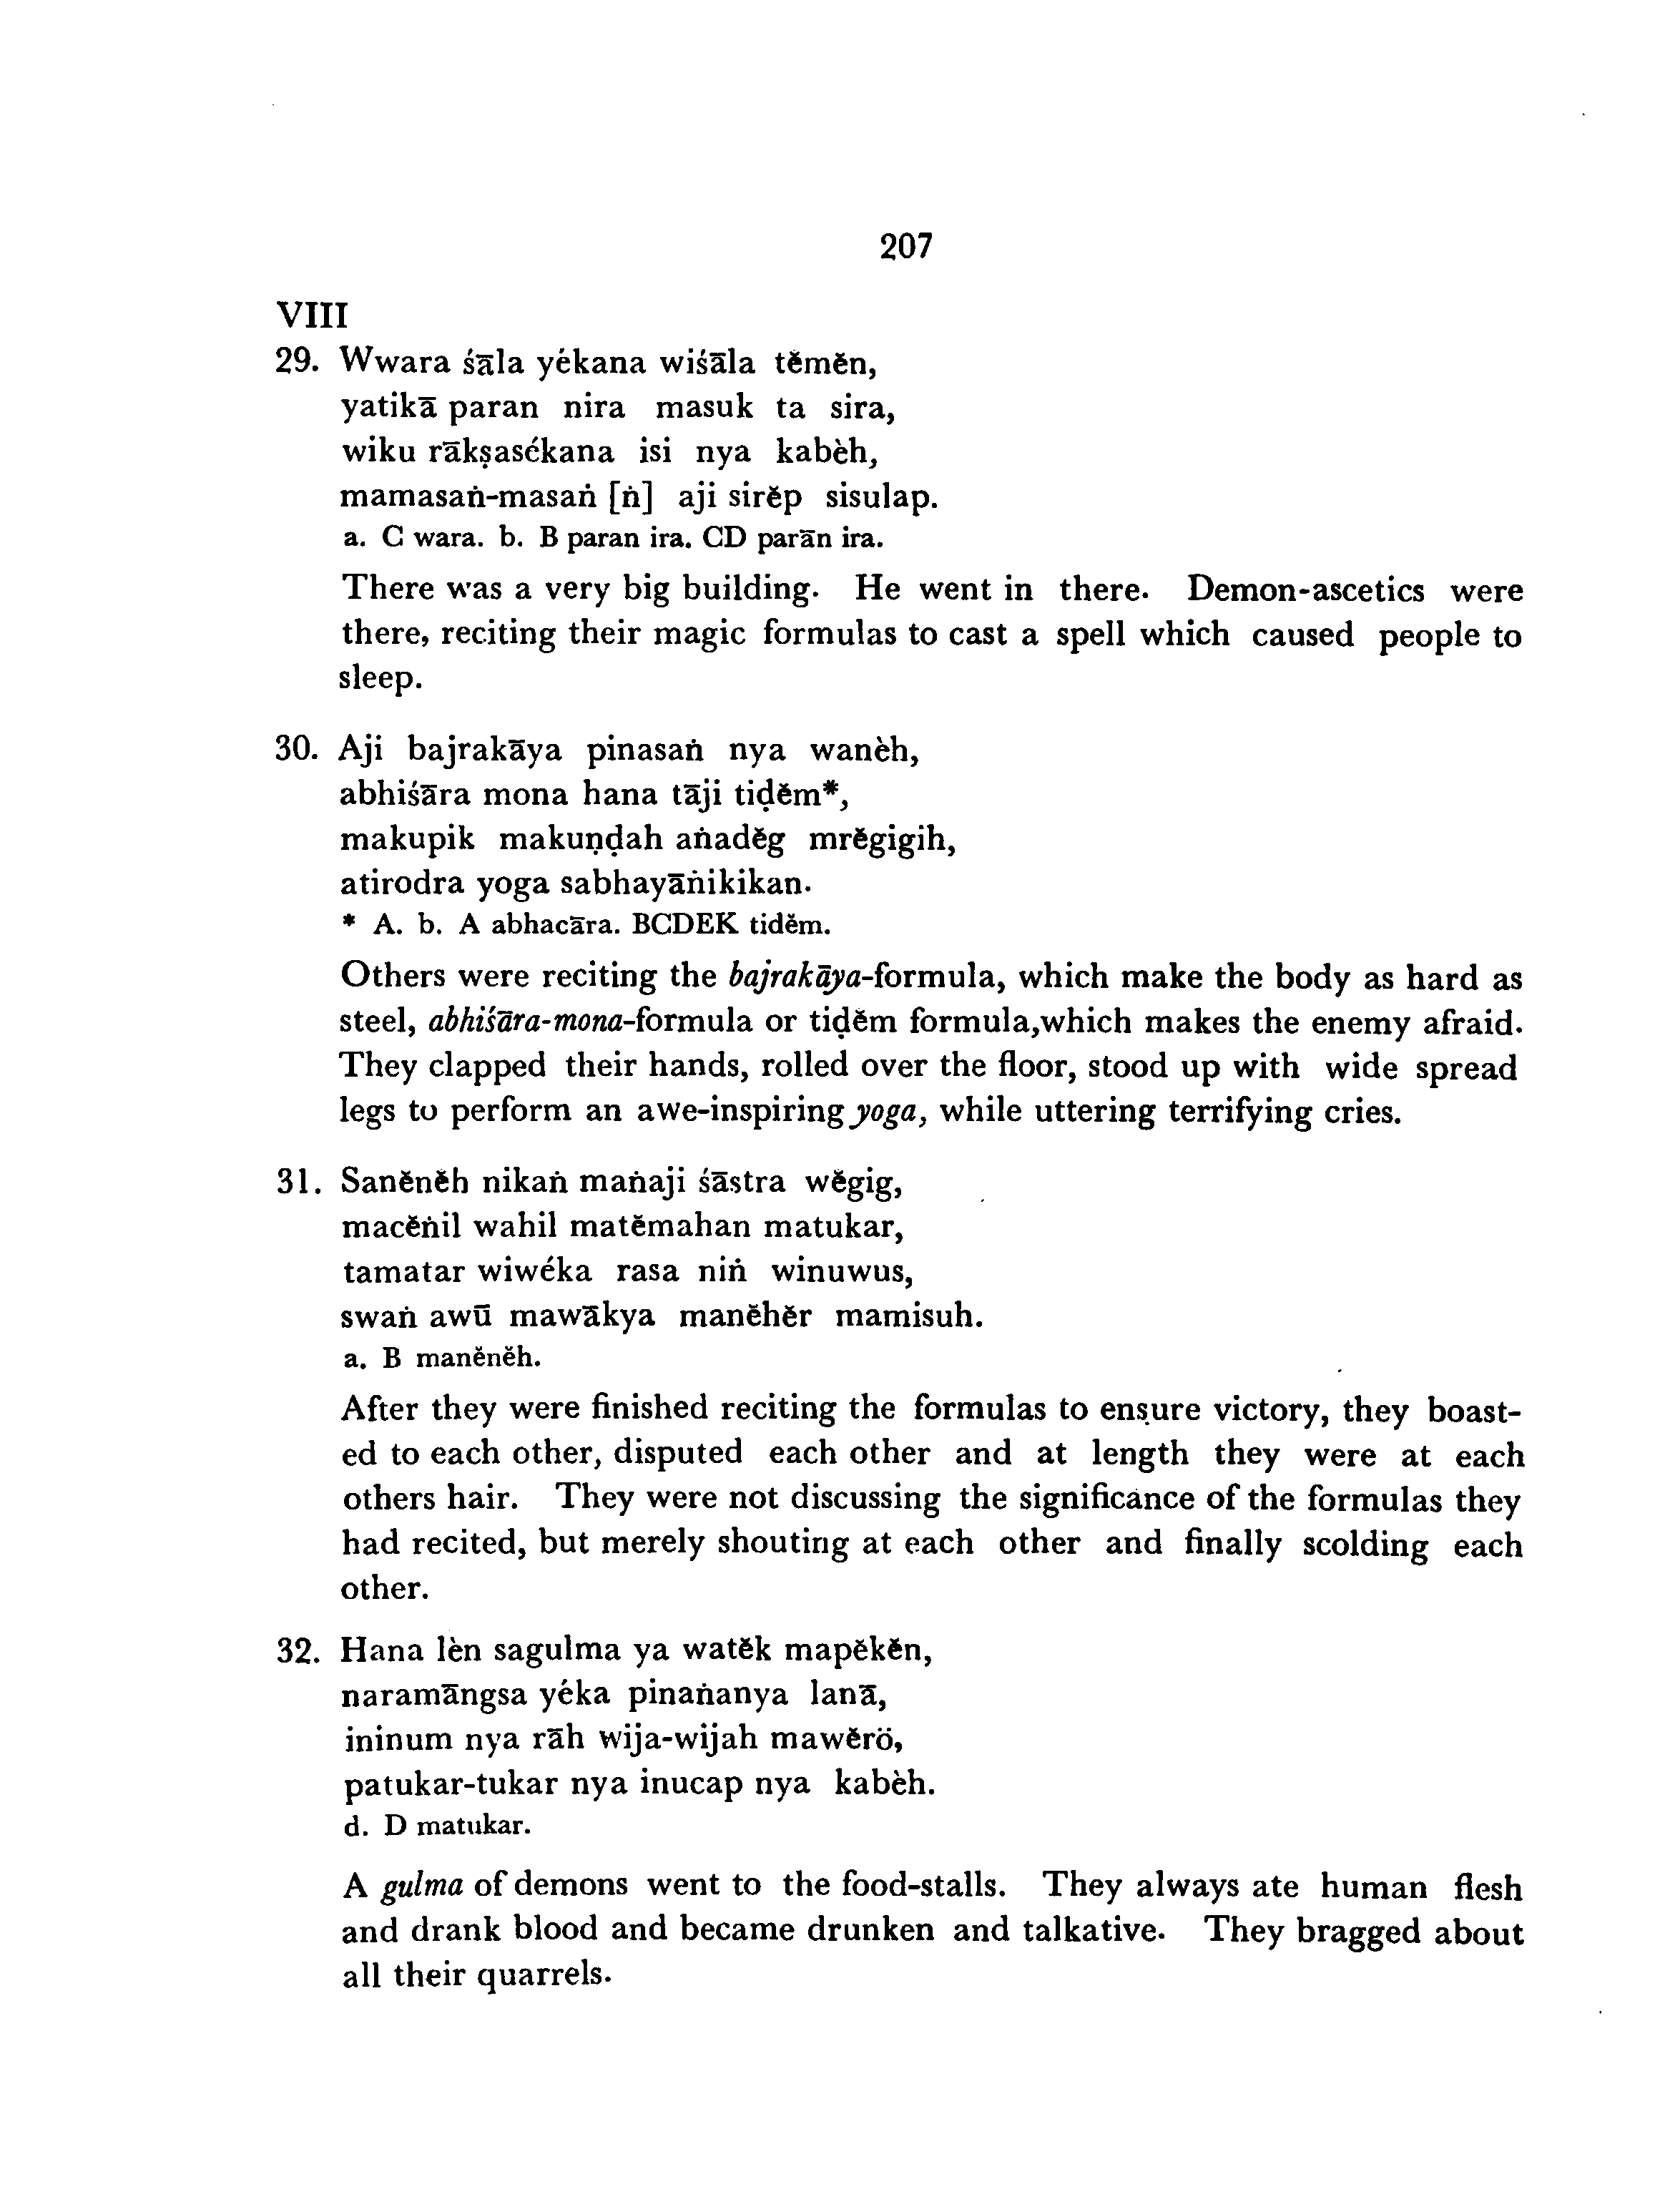 207
VIII
29. Wwara śāla yékana wiśāla tĕmĕn,
yatikā paran nira masuk ta sira,
wiku rākṣasékana isi nya kabèh,
mamasaṅ-masaṅ [ṅ] aji sirĕp sisulap.
a. C wara. b. B paran ira. CD parān ira.
There was a very big building. He went in there. Demon-ascetics were
there, reciting their magic formulas to cast a spell which caused people to
sleep.
30. Aji bajrakāya pinasaṅ nya wanèh,
abhiśāra mona hana tāji tiḍĕm*,
makupik makuṇḍah aṅadĕg mrĕgigih,
atirodra yoga sabhayāṅikikan.
* A. b. A abhacāra. BCDEK tidĕm.
Others were reciting the bajrakāya-formula, which make the body as hard as
steel, abhiśāra-mona-formula or tiḍĕm formula,which makes the enemy afraid.
They clapped their hands, rolled over the floor, stood up with wide spread
legs to perform an awe-inspiring yoga, while uttering terrifying cries.
31. Sanĕnĕh nikaṅ maṅaji śāstra wĕgig,
macĕṅil wahil matĕmahan matukar,
tamatar wiwéka rasa niṅ winuwus,
swaṅ awū mawākya manĕhĕr mamisuh.
a. B manĕnĕh.
After they were finished reciting the formulas to ensure victory, they boast-
ed to each other, disputed each other and at length they were at each
others hair. They were not discussing the significance of the formulas they
had recited, but merely shouting at each other and finally scolding each
other.
32. Hana lèn sagulma ya watĕk mapĕkĕn,
naramāngsa yéka pinaṅanya lanā,
ininum nya rāh wija-wijah mawĕrö,
patukar-tukar nya inucap nya kabèh.
d. D matukar.
A gulma of demons went to the food-stalls. They always ate human flesh
and drank blood and became drunken and talkative. They bragged about
all their quarrels.